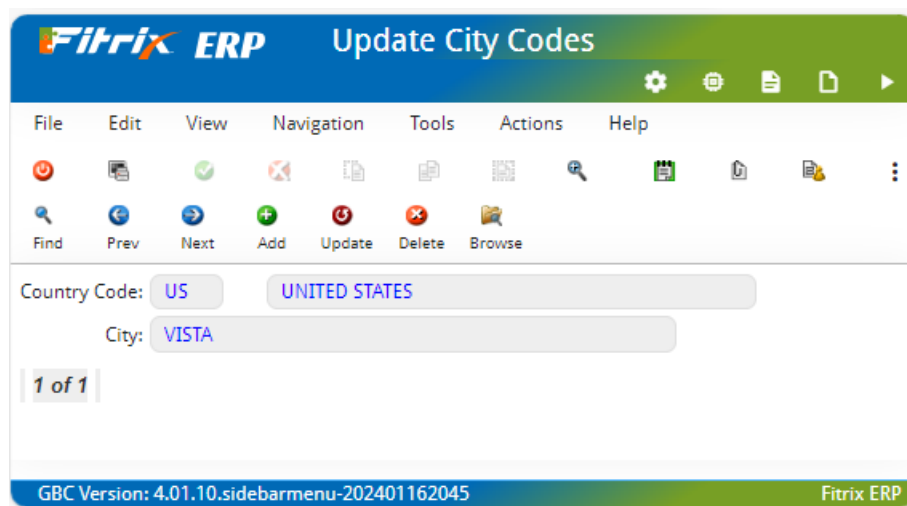 Fitrix ERP Update City Codes
File Edit View Navigation Tools Actions Help
Find Prev Next Add Update Delete Browse
Country Code: US UNITED STATES
City: VISTA
1 of 1
GBC Version: 4.01.10.sidebarmenu-202401162045 Fitrix ERP